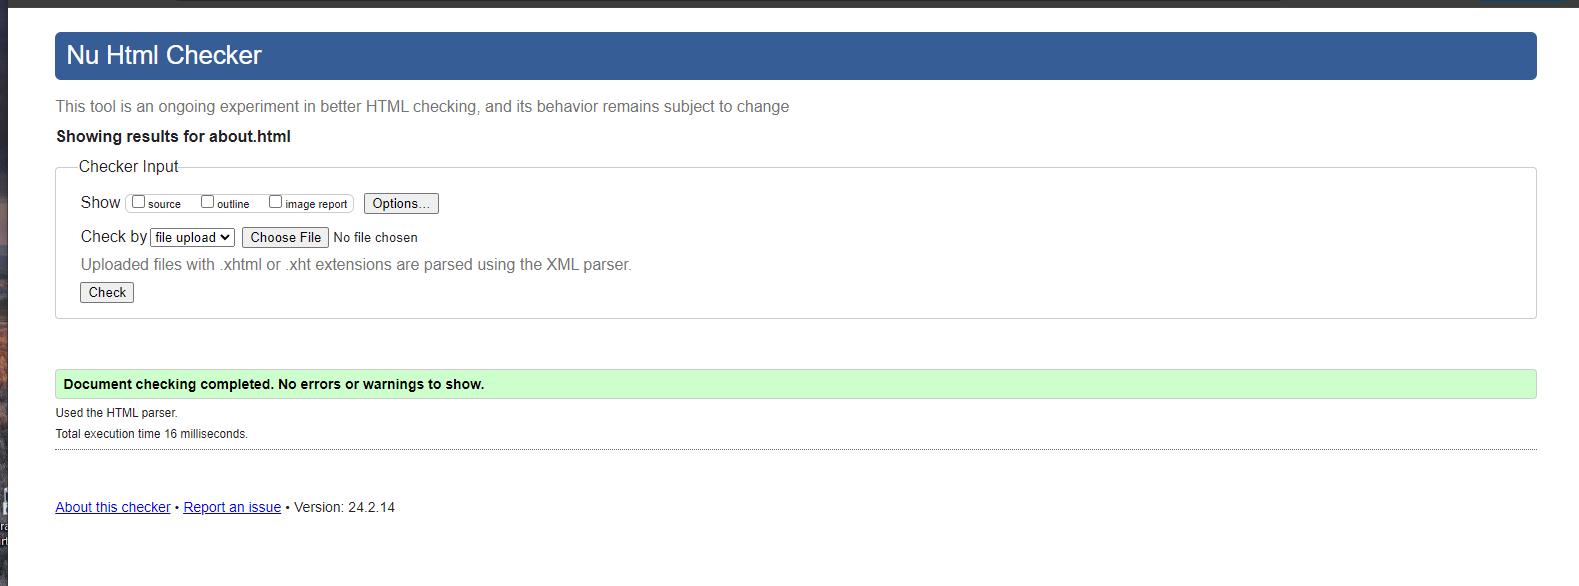 Nu Html Checker
This tool is an ongoing experiment in better HTML checking, and its behavior remains subject to change
Showing results for about.html
Checker Input
Show source outline image report Options...
Check by file upload Choose File No file chosen
Uploaded files with .xhtml or .xht extensions are parsed using the XML parser.
Check
Document checking completed. No errors or warnings to show.
Used the HTML parser.
Total execution time 16 milliseconds.
About this checker • Report an issue • Version: 24.2.14